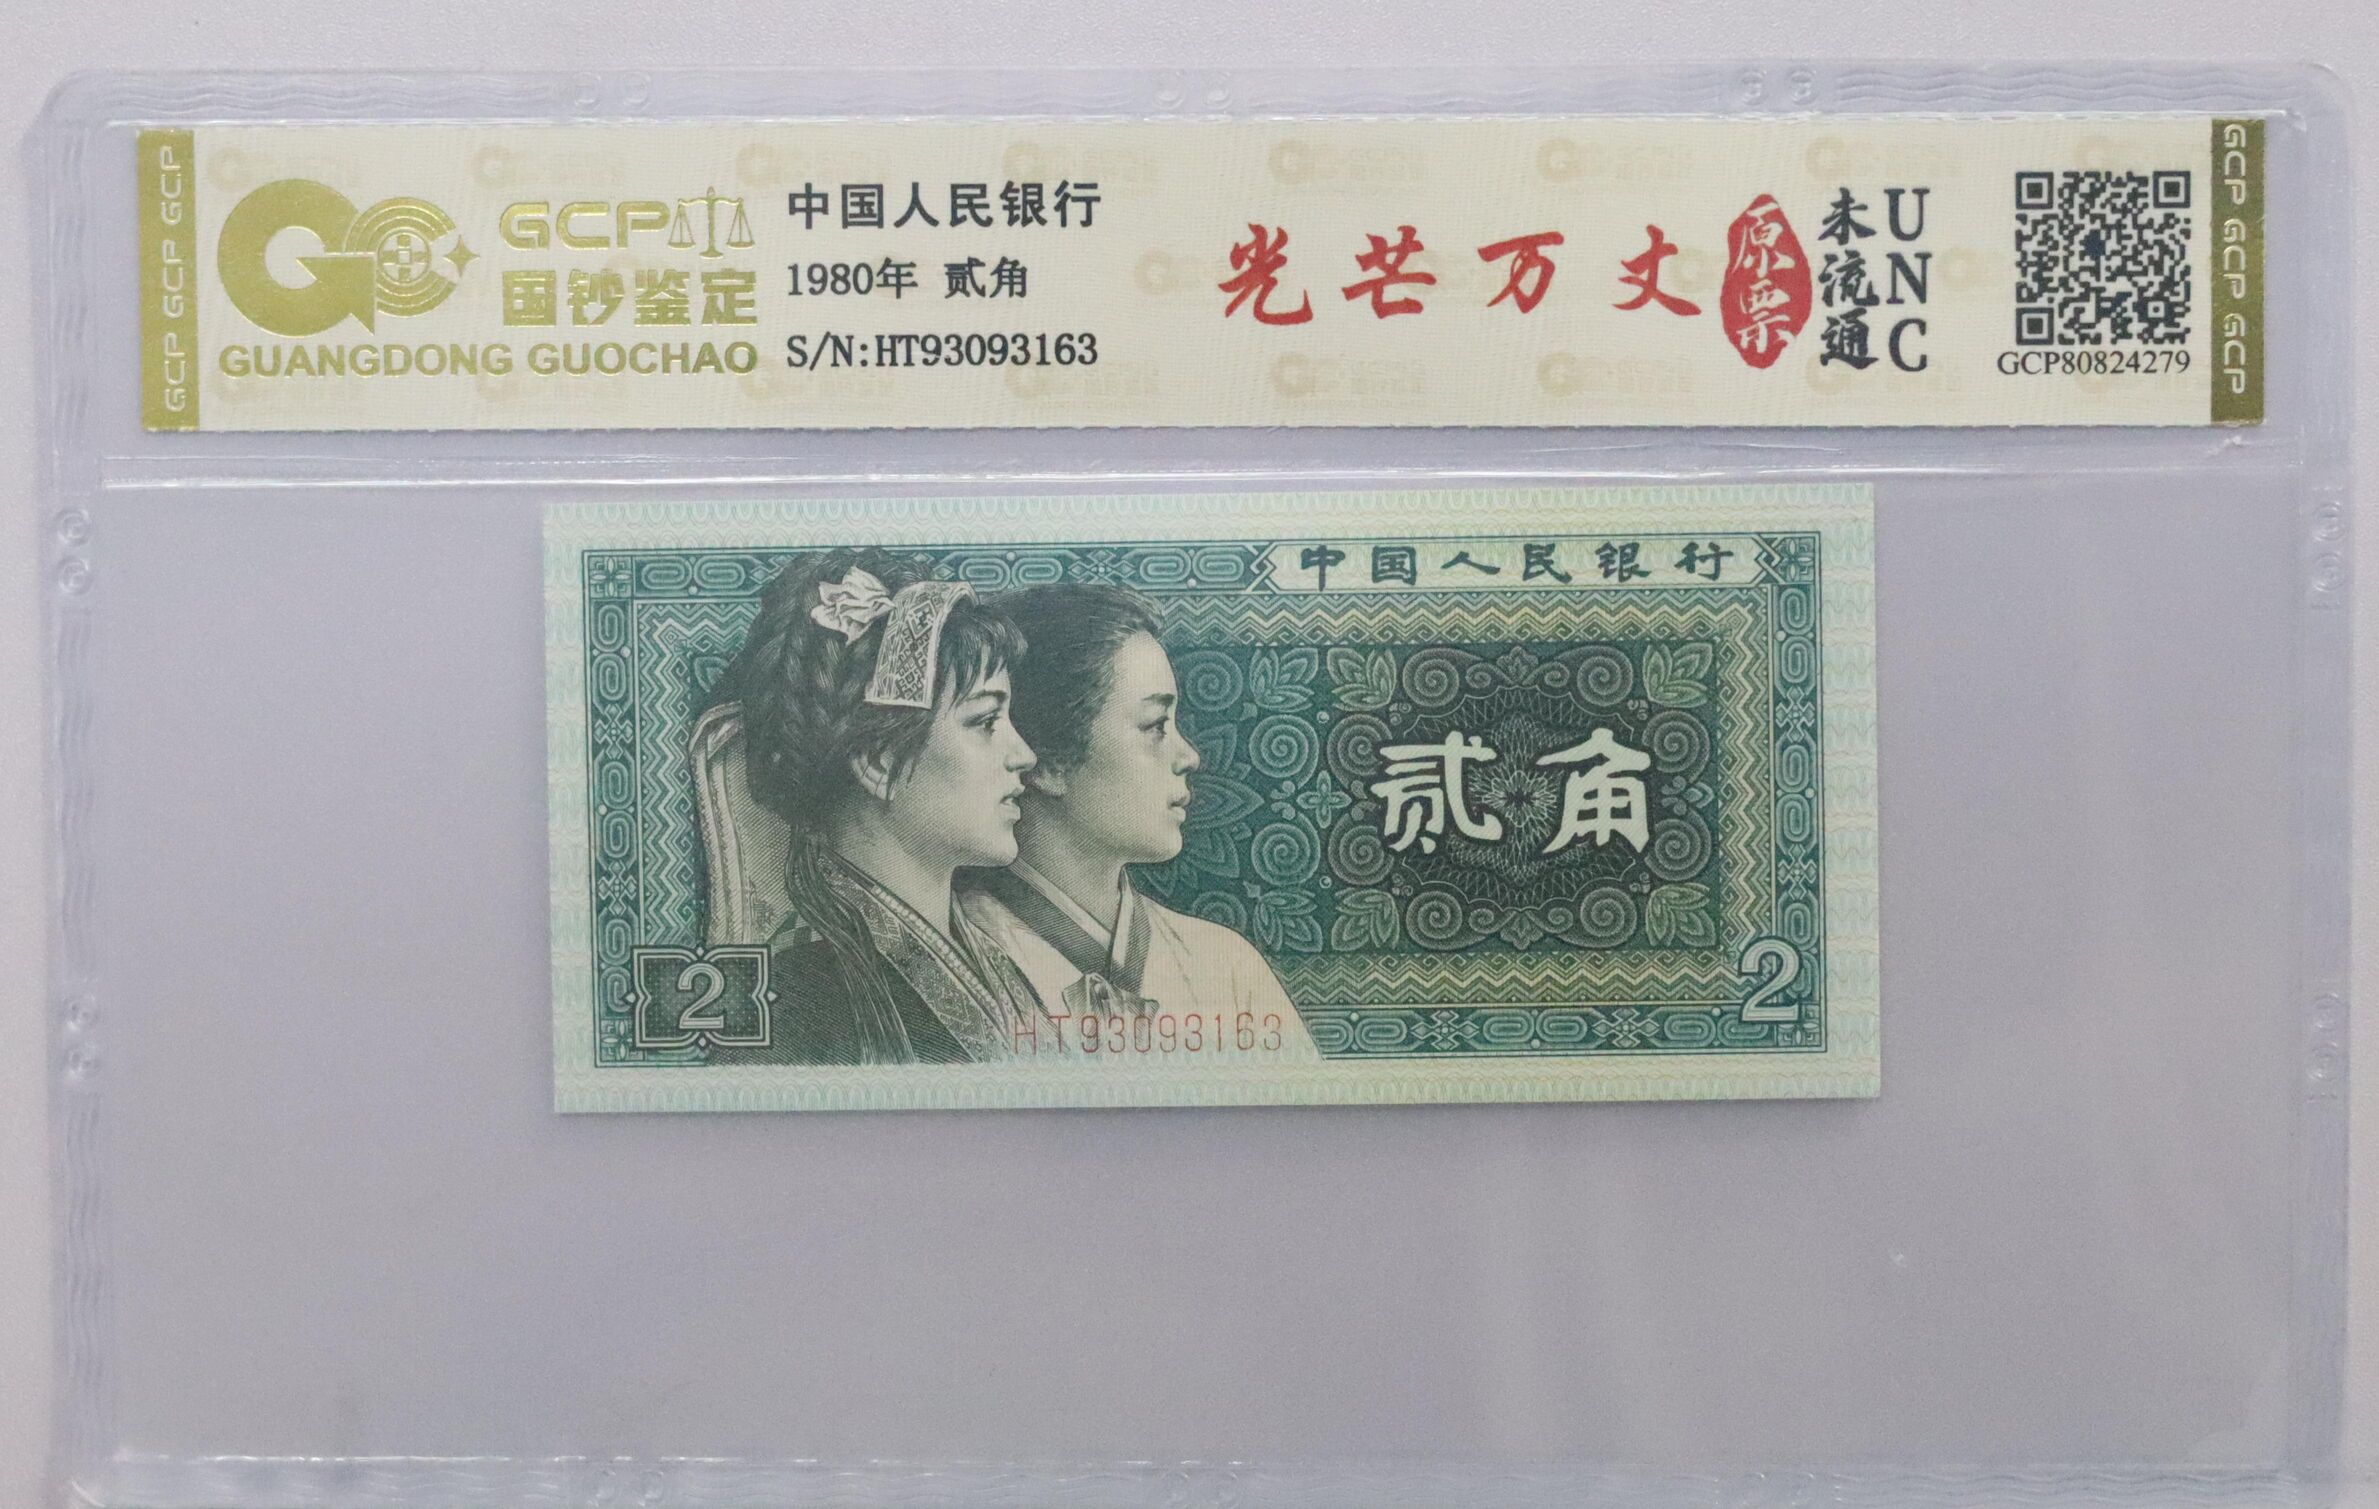 GCP GCP GCP
GCP
国钞鉴定
GUANGDONG GUOCHAO
中国人民银行
1980年 贰角
S/N:HT93093163
光芒万丈
原票
未流通
UNC
GCP80824279
GCP GCP GCP
中国人民银行
贰角
2
2
HT93093163